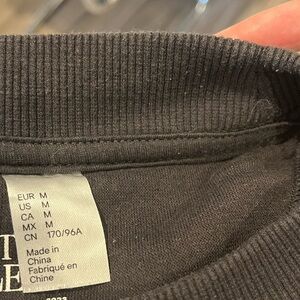 EUR M
US M
CA M
MX M
CN 170/96A
Made in
China
Fabriqué en
Chine